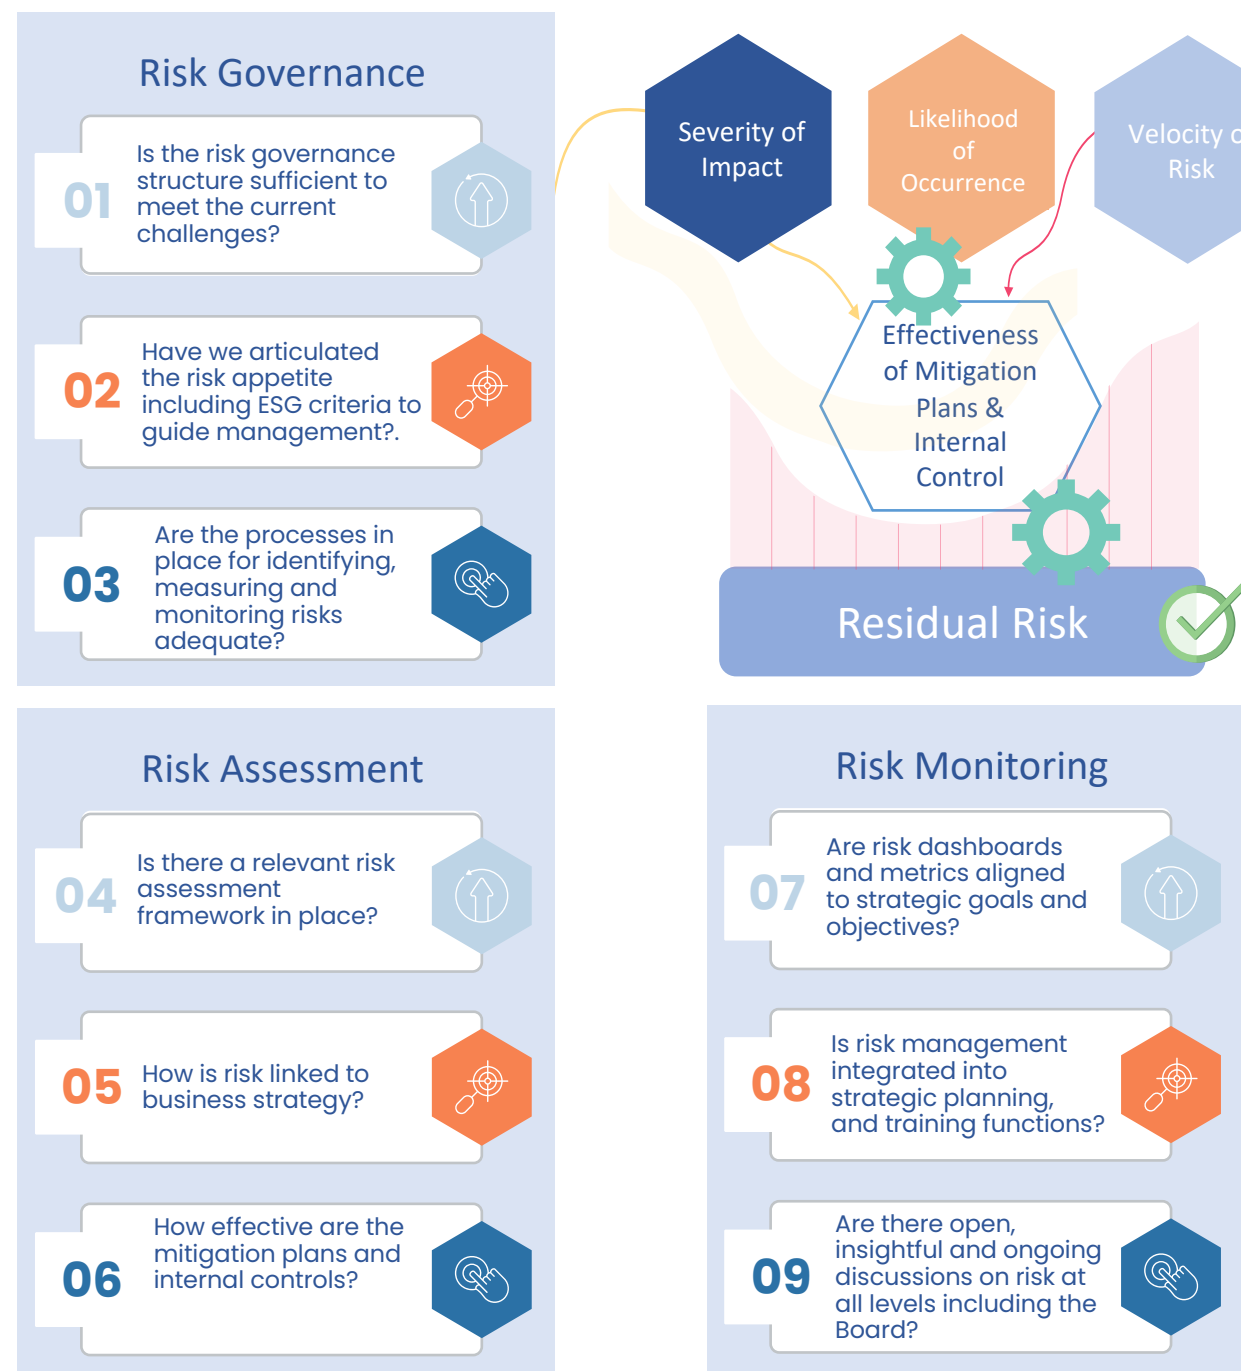 Risk Governance
01
Is the risk governance
structure sufficient to
meet the current
challenges?
02
Have we articulated
the risk appetite
including ESG criteria to
guide management?.
03
Are the processes in
place for identifying,
measuring and
monitoring risks
adequate?
Severity of
Impact
Likelihood
of
Occurrence
Velocity o
Risk
Effectiveness
of Mitigation
Plans &
Internal
Control
Residual Risk
Risk Assessment
04
Is there a relevant risk
assessment
framework in place?
05
How is risk linked to
business strategy?
06
How effective are the
mitigation plans and
internal controls?
Risk Monitoring
07
Are risk dashboards
and metrics aligned
to strategic goals and
objectives?
08
Is risk management
integrated into
strategic planning,
and training functions?
09
Are there open,
insightful and ongoing
discussions on risk at
all levels including the
Board?